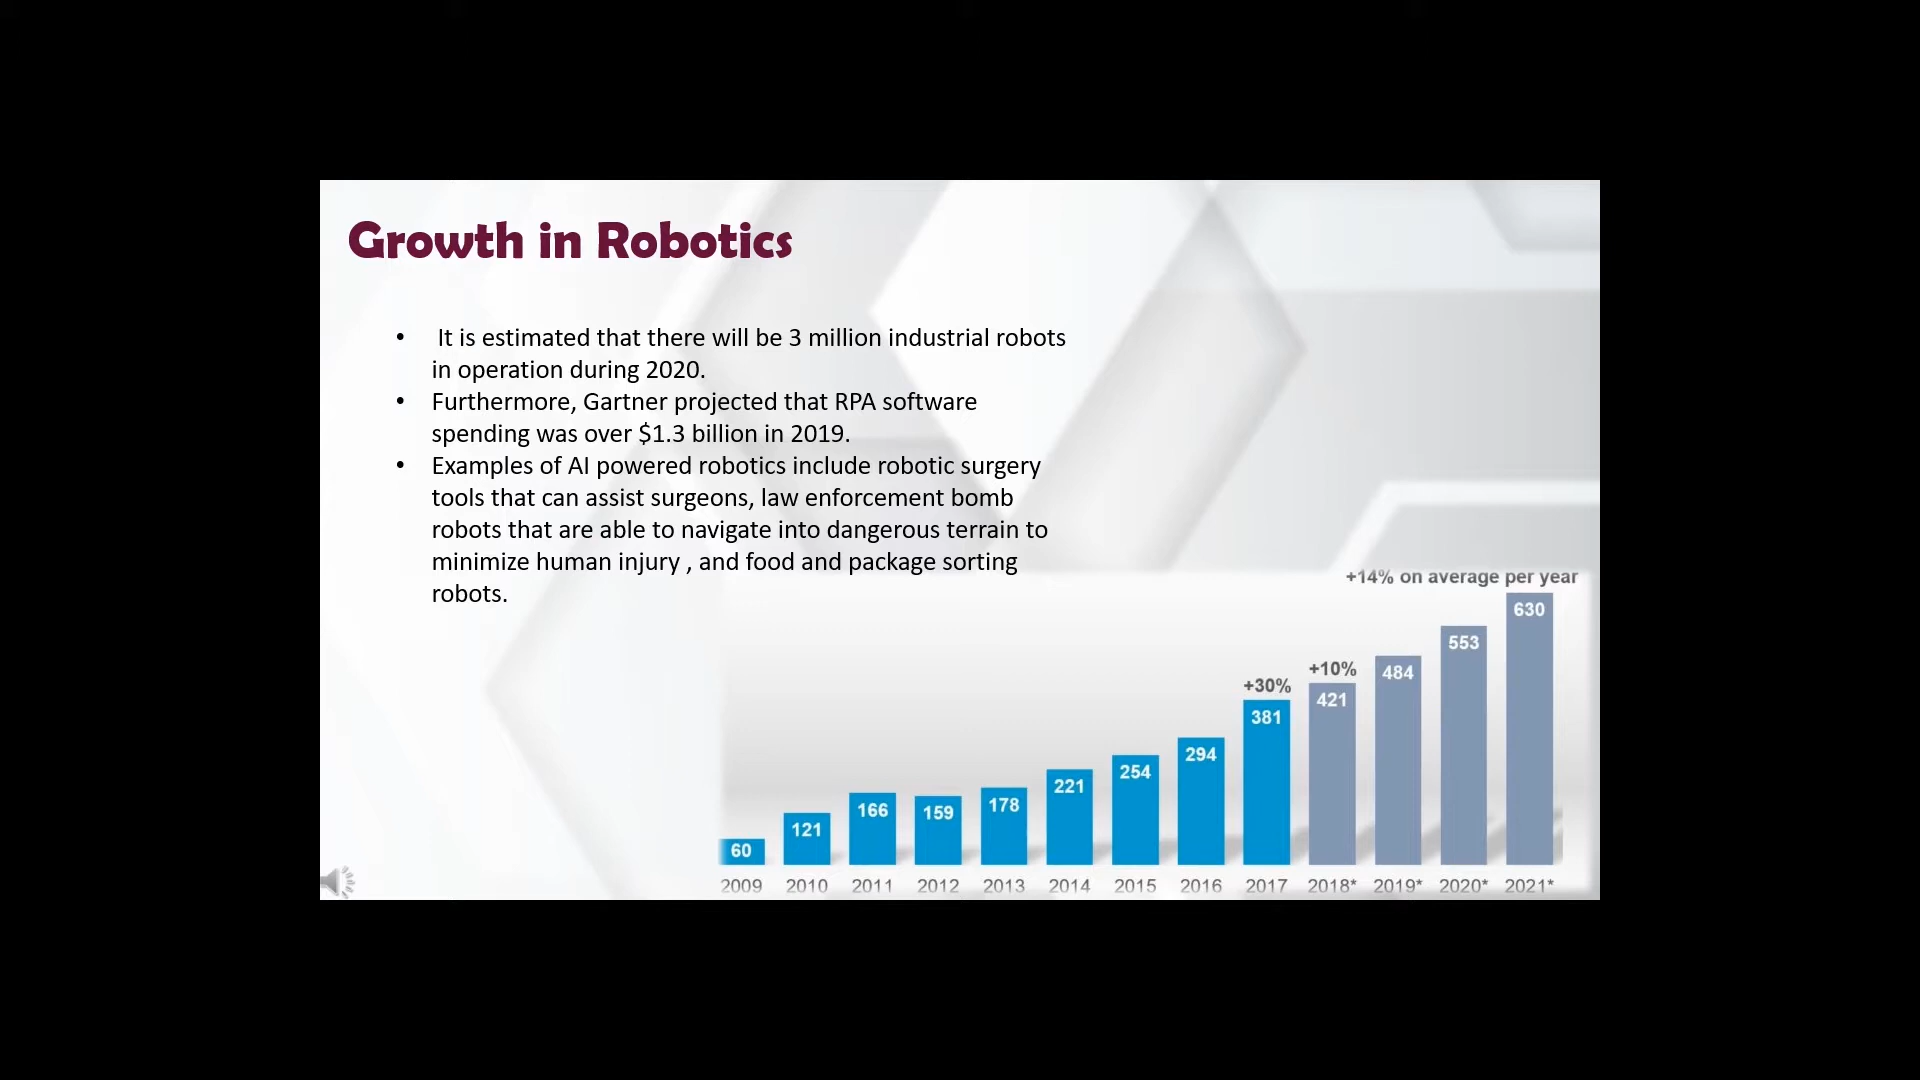 Growth in Robotics
• It is estimated that there will be 3 million industrial robots
in operation during 2020.
• Furthermore, Gartner projected that RPA software
spending was over $1.3 billion in 2019.
• Examples of AI powered robotics include robotic surgery
tools that can assist surgeons, law enforcement bomb
robots that are able to navigate into dangerous terrain to
minimize human injury , and food and package sorting
robots.
+14% on average per year
+30%
+10%
60
121
166
159
178
221
254
294
381
421
484
553
630
2009 2010 2011 2012 2013 2014 2015 2016 2017 2018* 2019* 2020* 2021*